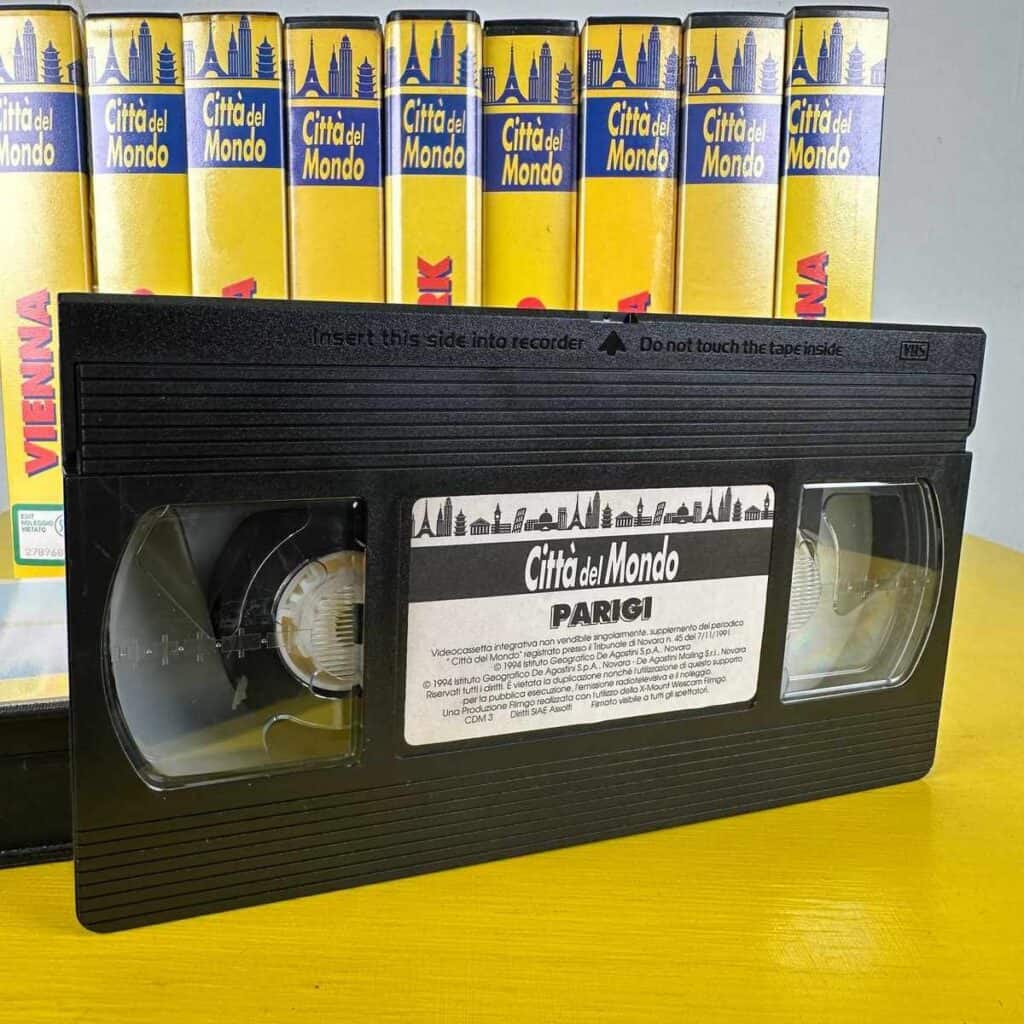 Città del
Mondo
Città del
Mondo
Città del
Mondo
Città del
Mondo
Città del
Mondo
Città del
Mondo
Città del
Mondo
Città del
Mondo
Città del
Mondo
VIENNA
RK
A
NA
ESIT
NOLEGGIO
VIETATO
Insert this side into recorder
Do not touch the tape inside
VHS
Città del Mondo
PARIGI
Videocassetta integrativa non vendibile singolarmente, supplemento del periodico
"Città del Mondo" registrato presso il Tribunale di Novara n. 45 del 7/11/1991
© 1994 Istituto Geografico De Agostini S.p.A., Novara
© 1994 Istituto Geografico De Agostini S.p.A., Novara - De Agostini Mailing S.r.l., Novara
Riservati tutti i diritti. È vietata la duplicazione nonché l'utilizzazione di questo supporto
per la pubblica esecuzione, l'emissione radiotelevisiva e il noleggio.
Una Produzione Filmgo realizzata con l'utilizzo della X-Mount Wescam Filmgo.
CDM 3 Diritti SIAE Assolti Filmato visibile a tutti gli spettatori.